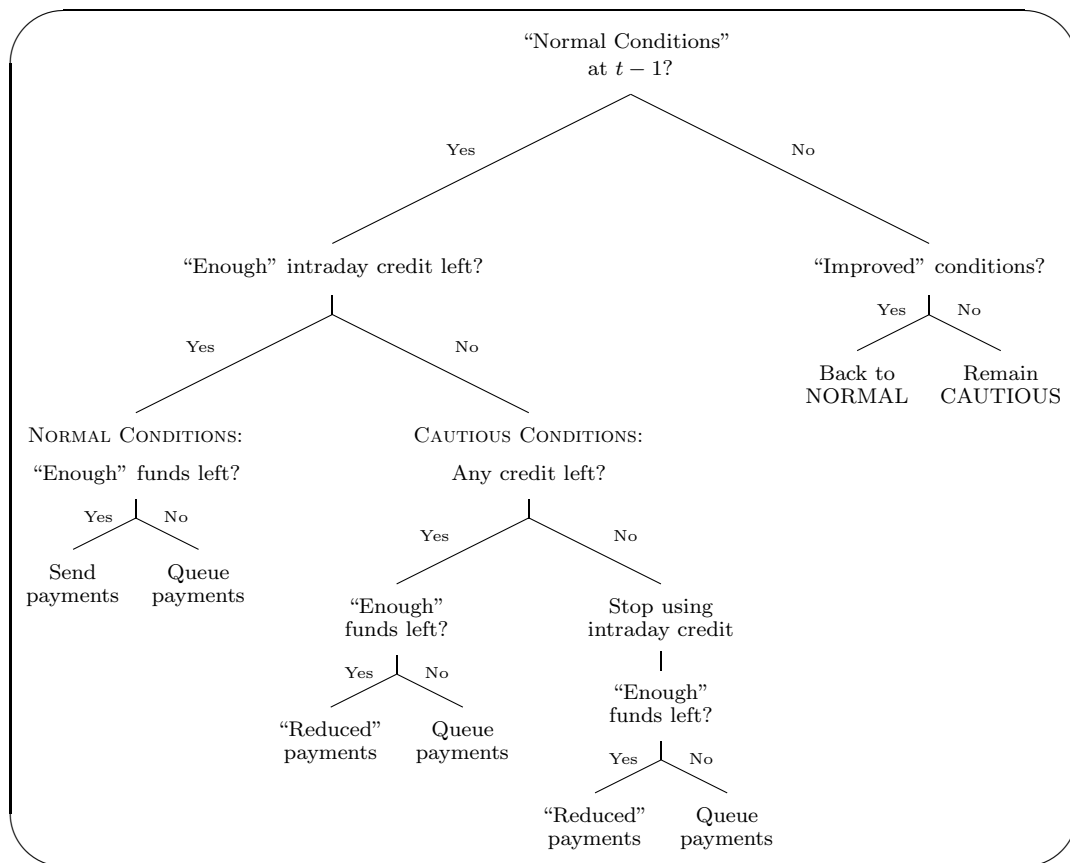 “Normal Conditions”
at t − 1?
Yes
No
“Enough” intraday credit left?
“Improved” conditions?
Yes
No
Yes
No
Back to
NORMAL
Remain
CAUTIOUS
NORMAL CONDITIONS:
“Enough” funds left?
CAUTIOUS CONDITIONS:
Any credit left?
Yes
No
Send
payments
Queue
payments
Yes
No
“Enough”
funds left?
Stop using
intraday credit
Yes
No
“Reduced”
payments
Queue
payments
“Enough”
funds left?
Yes
No
“Reduced”
payments
Queue
payments